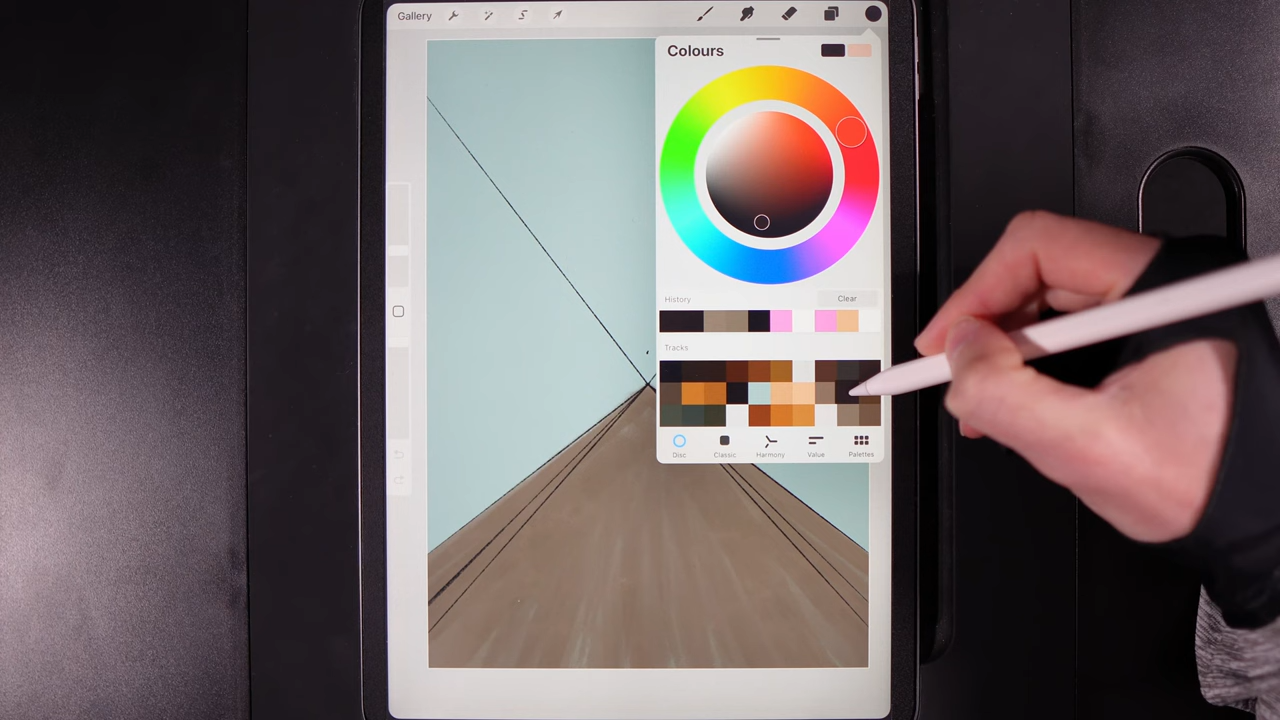 Gallery
Colours
History
Clear
Tracks
Disc
Classic
Harmony
Value
Palettes